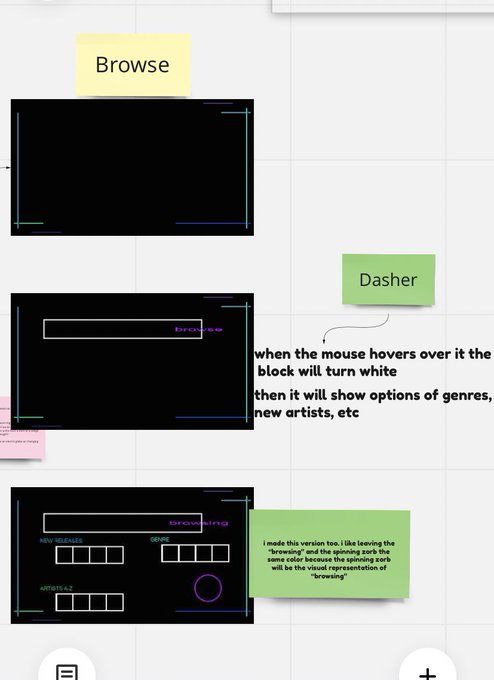 Browse
Dasher
browse
when the mouse hovers over it the
block will turn white
then it will show options of genres,
new artists, etc
browsing
NEW RELEASES
GENRE
ARTISTS A-Z
i made this version too. i like leaving the
"browsing" and the spinning zorb the
same color because the spinning zorb
will be the visual representation of
"browsing"